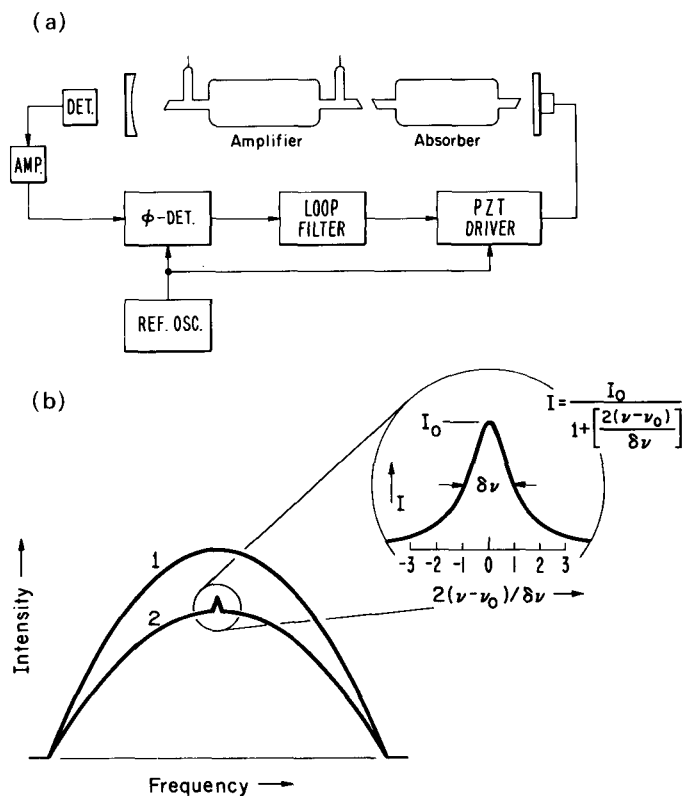 (a)
DET.
Amplifier
Absorber
AMP.
φ-DET.
LOOP
FILTER
PZT
DRIVER
REF. OSC.
(b)
I = I₀ / 1+[2(ν-ν₀)/δν]
I₀
δν
I
-3 -2 -1 0 1 2 3
2(ν-ν₀)/δν
1
2
Intensity
Frequency